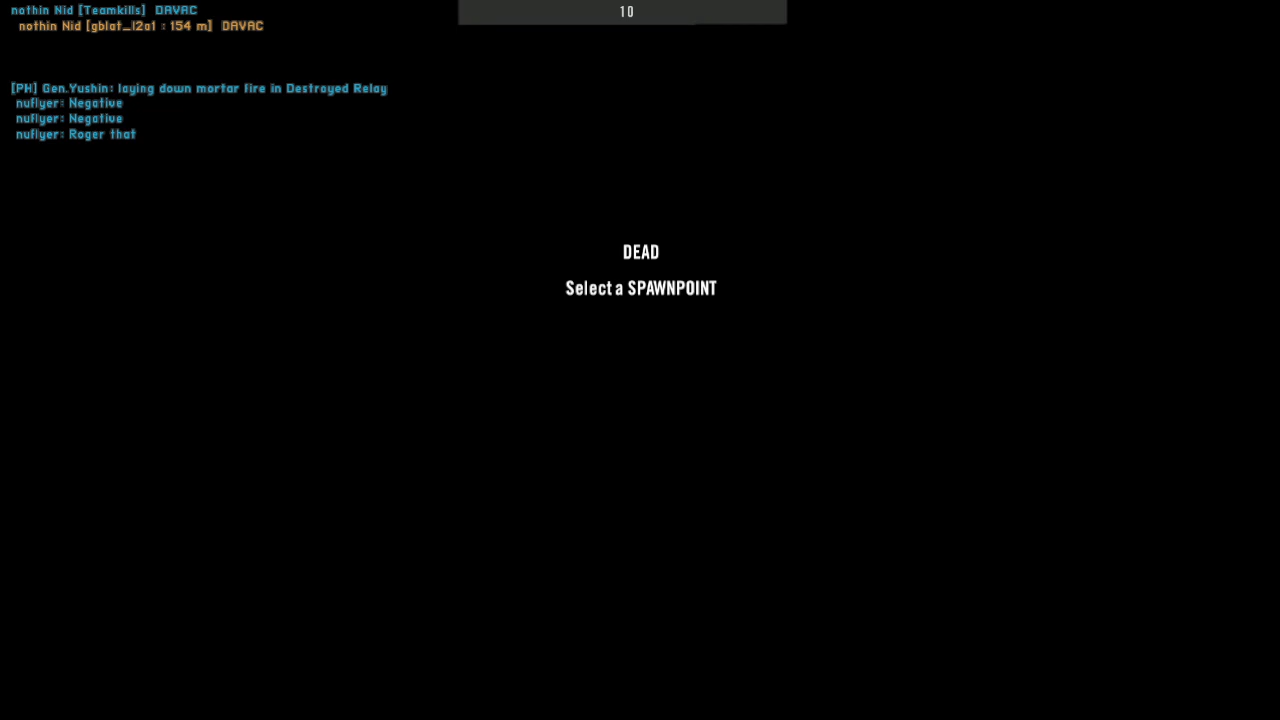 nothin Nid [Teamkills] DAVAC
nothin Nid [gblat_l2a1 : 154 m] DAVAC
10
[PH] Gen.Yushin: laying down mortar fire in Destroyed Relay
nuflyer: Negative
nuflyer: Negative
nuflyer: Roger that
DEAD
Select a SPAWNPOINT